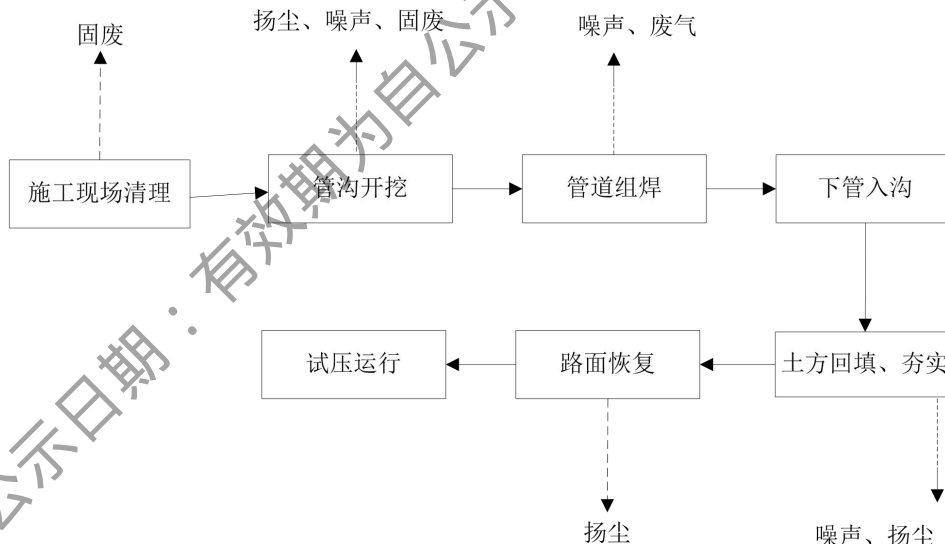 固废
扬尘、噪声、固废
噪声、废气
施工现场清理
管沟开挖
管道组焊
下管入沟
试压运行
路面恢复
土方回填、夯实
扬尘
噪声、扬尘
公示日期：有效期为自公示